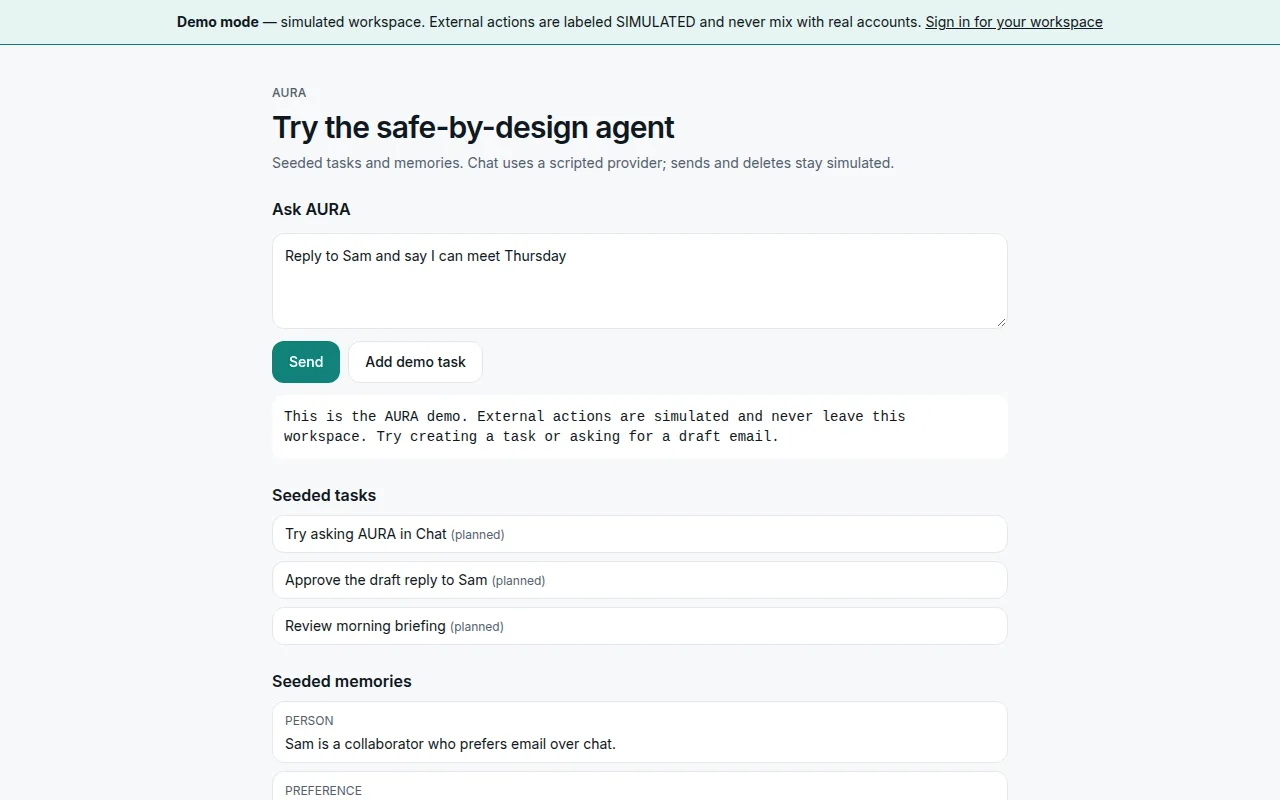 Demo mode — simulated workspace. External actions are labeled SIMULATED and never mix with real accounts. Sign in for your workspace
AURA
Try the safe-by-design agent
Seeded tasks and memories. Chat uses a scripted provider; sends and deletes stay simulated.
Ask AURA
Reply to Sam and say I can meet Thursday
Send
Add demo task
This is the AURA demo. External actions are simulated and never leave this
workspace. Try creating a task or asking for a draft email.
Seeded tasks
Try asking AURA in Chat (planned)
Approve the draft reply to Sam (planned)
Review morning briefing (planned)
Seeded memories
PERSON
Sam is a collaborator who prefers email over chat.
PREFERENCE